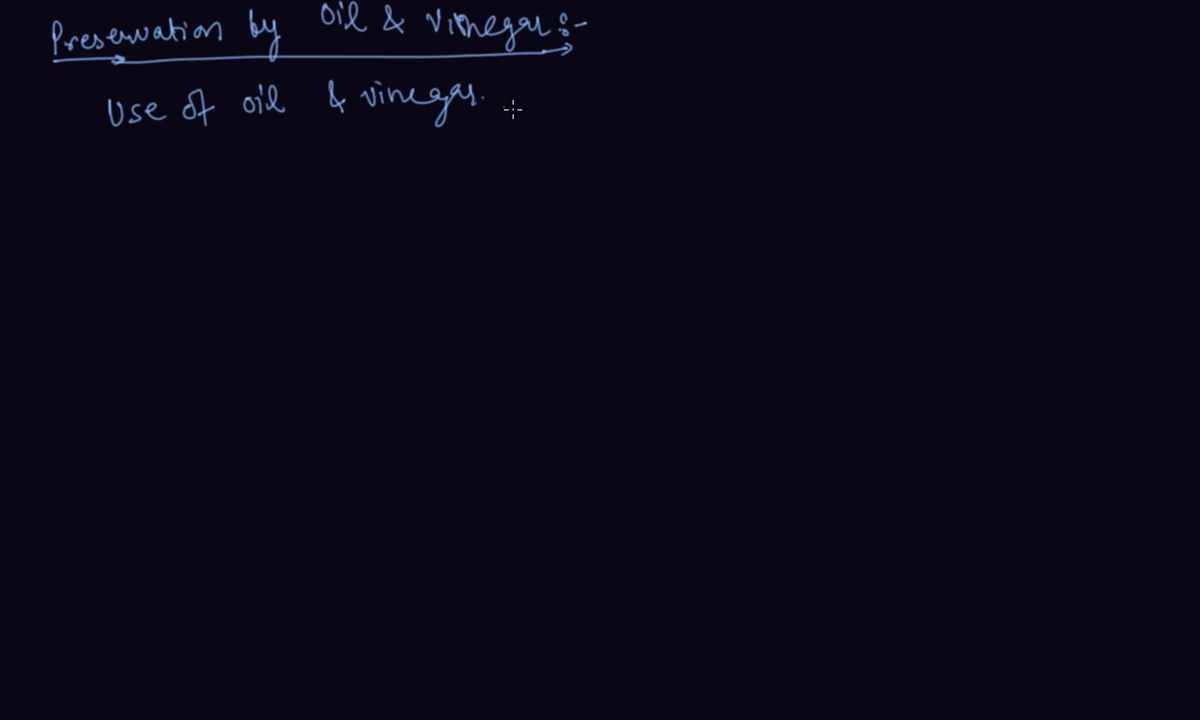 Preservation by Oil & Vinegar :-
Use of oil & vinegar.